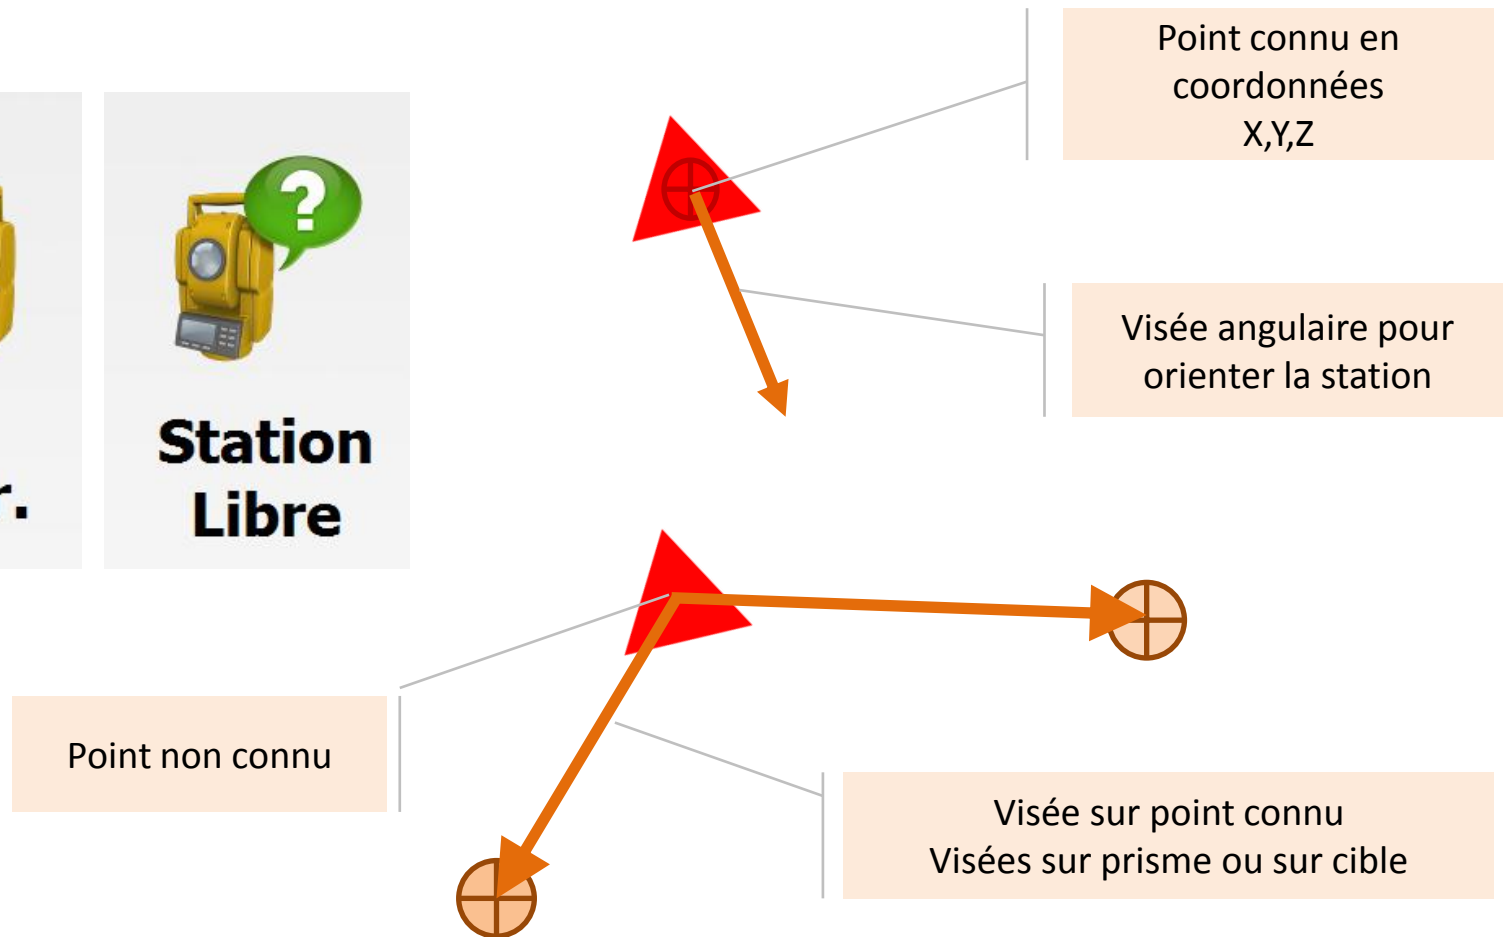 Point connu en
coordonnées
X,Y,Z
?
Station
Libre
r.
Visée angulaire pour
orienter la station
Point non connu
Visée sur point connu
Visées sur prisme ou sur cible